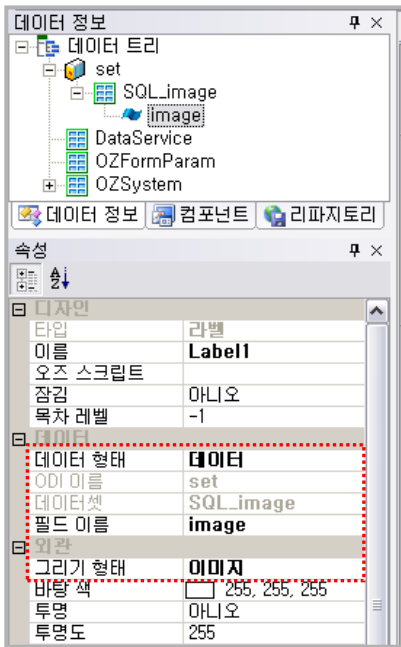 데이터 정보
데이터 트리
set
SQL_image
image
DataService
OZFormParam
OZSystem
데이터 정보 컴포넌트 리파지토리
속성
디자인
타입 라벨
이름 Label1
오즈 스크립트
잠김 아니오
목차 레벨 -1
데이터
데이터 형태 데이터
ODI 이름 set
데이터셋 SQL_image
필드 이름 image
외관
그리기 형태 이미지
바탕 색 255, 255, 255
투명 아니오
투명도 255